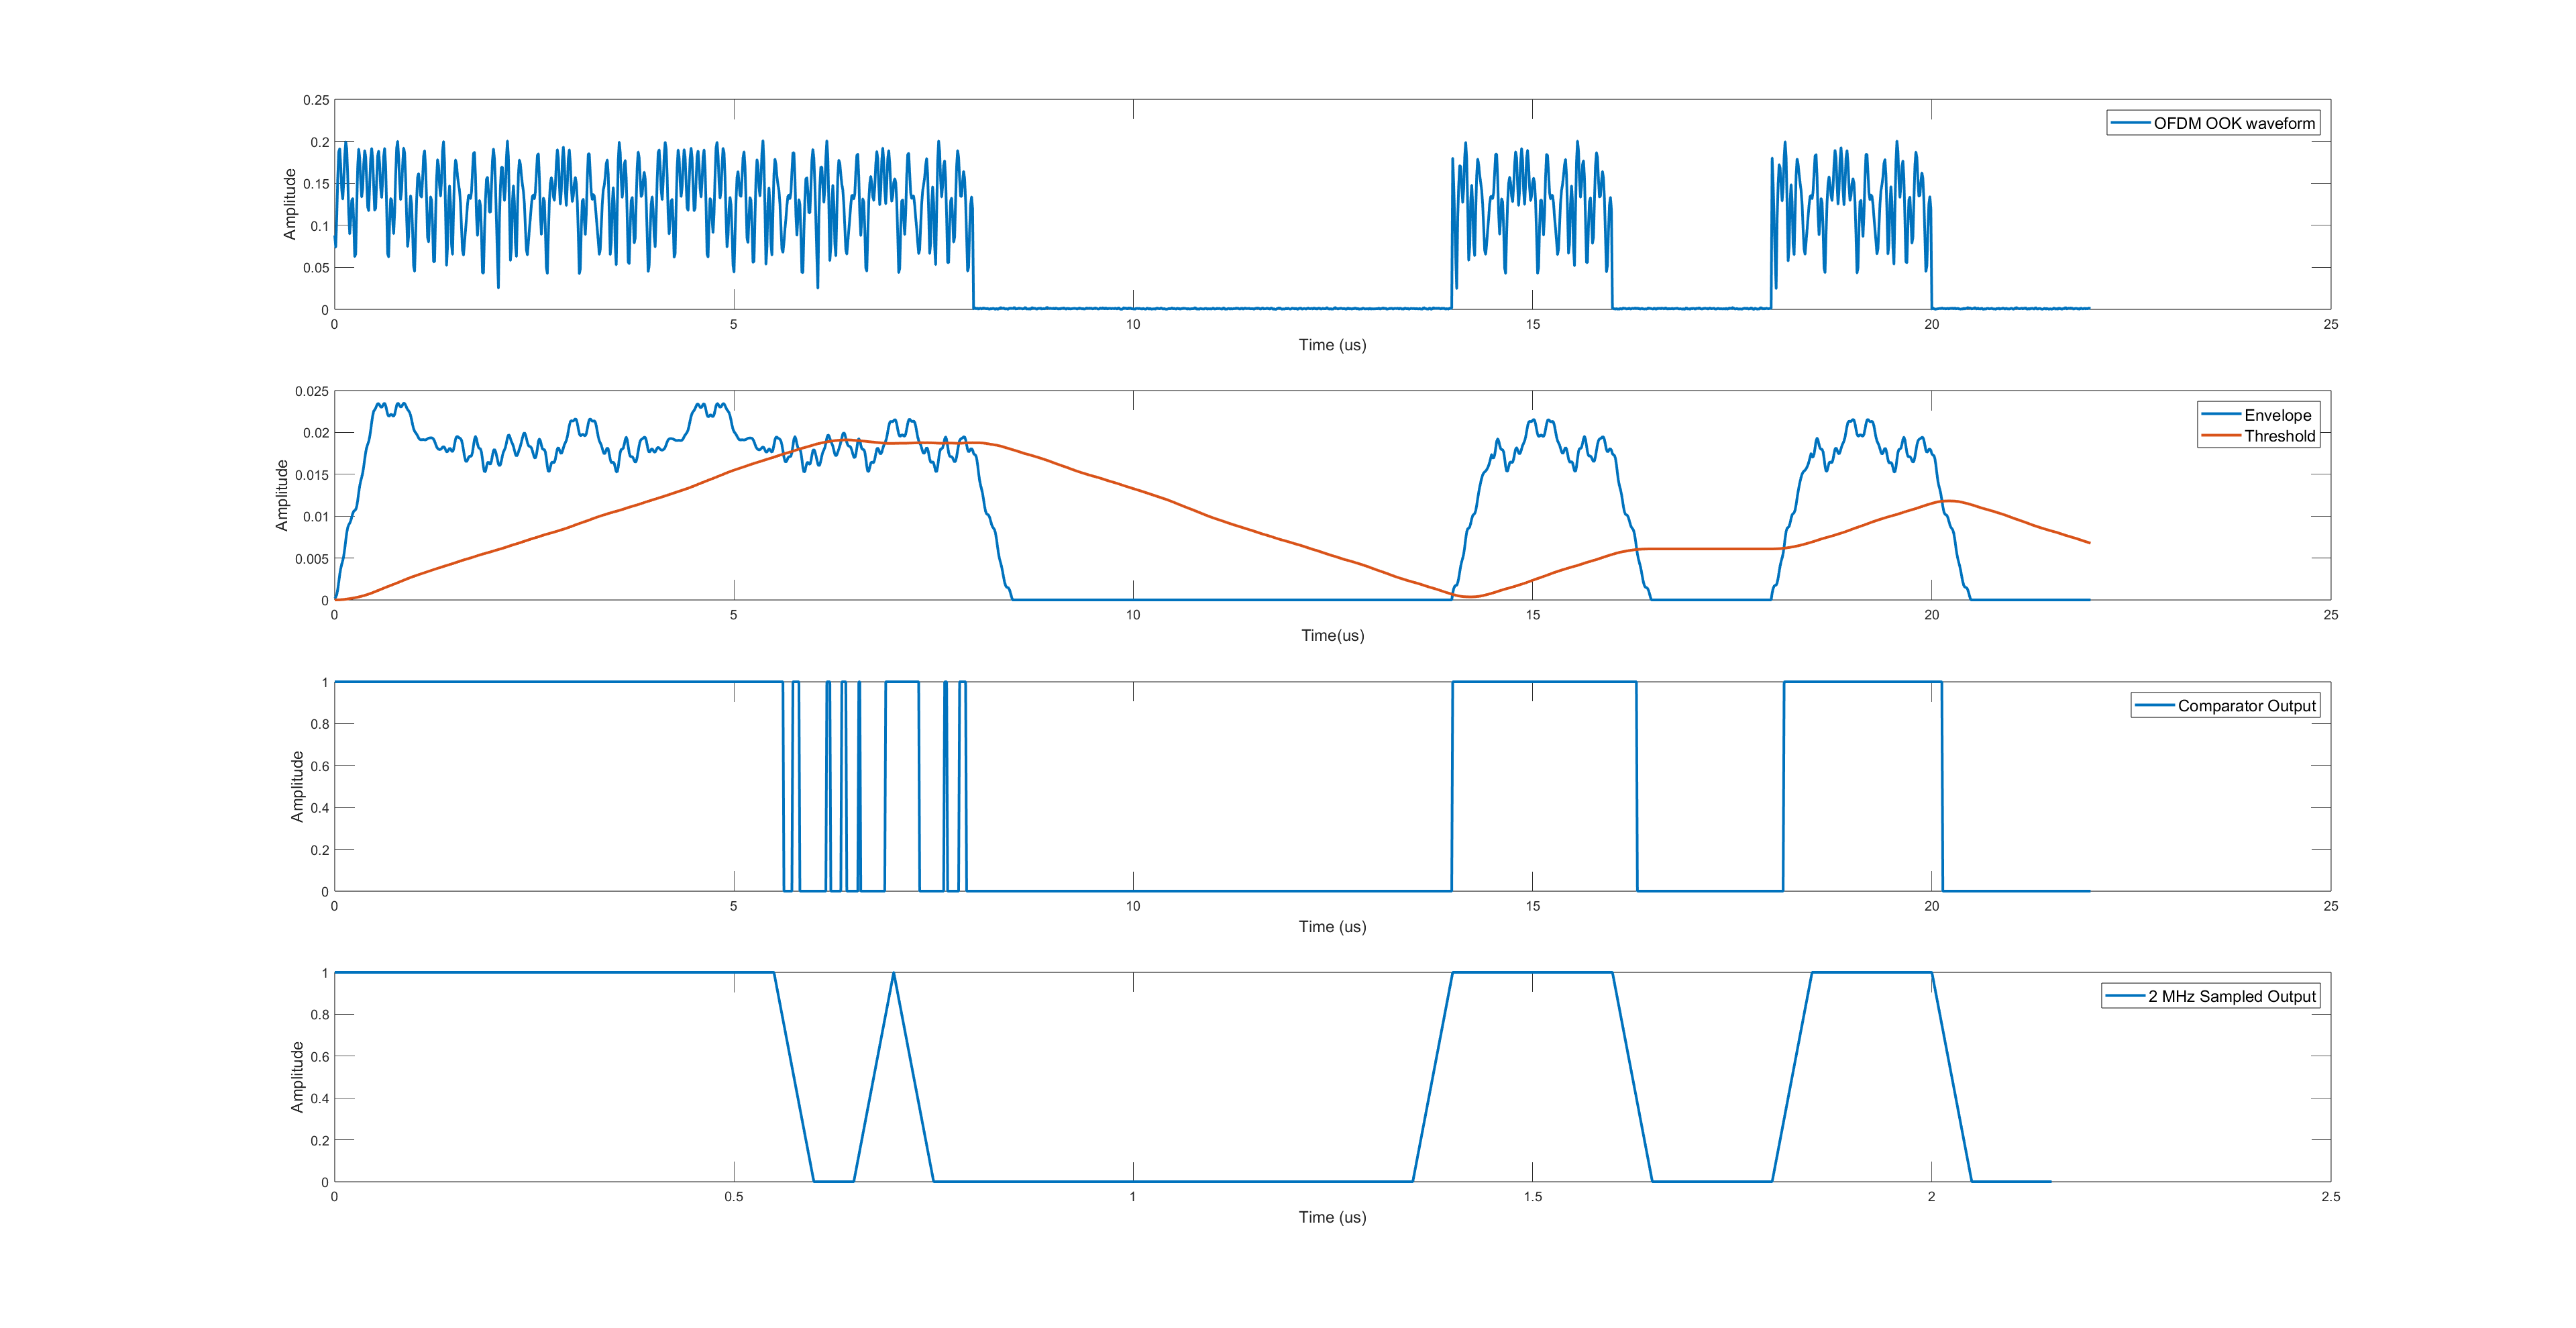 0.25
0.2
0.15
0.1
0.05
0
Amplitude
OFDM OOK waveform
0 5 10 15 20 25
Time (us)
0.025
0.02
0.015
0.01
0.005
0
Amplitude
Envelope
Threshold
0 5 10 15 20 25
Time(us)
1
0.8
0.6
0.4
0.2
0
Amplitude
Comparator Output
0 5 10 15 20 25
Time (us)
1
0.8
0.6
0.4
0.2
0
Amplitude
2 MHz Sampled Output
0 0.5 1 1.5 2 2.5
Time (us)